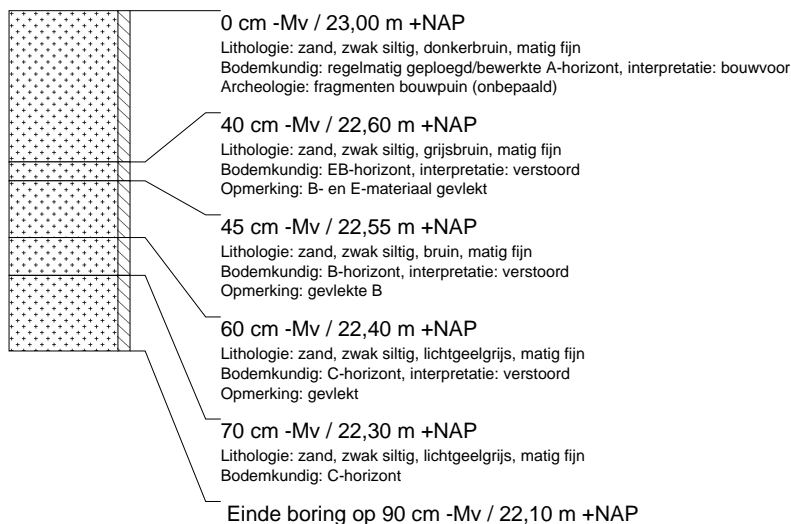 0 cm -Mv / 23,00 m +NAP
Lithologie: zand, zwak siltig, donkerbruin, matig fijn
Bodemkundig: regelmatig geploegd/bewerkte A-horizont, interpretatie: bouwvoor
Archeologie: fragmenten bouwpuin (onbepaald)
40 cm -Mv / 22,60 m +NAP
Lithologie: zand, zwak siltig, grijsbruin, matig fijn
Bodemkundig: EB-horizont, interpretatie: verstoord
Opmerking: B- en E-materiaal gevlekt
45 cm -Mv / 22,55 m +NAP
Lithologie: zand, zwak siltig, bruin, matig fijn
Bodemkundig: B-horizont, interpretatie: verstoord
Opmerking: gevlekte B
60 cm -Mv / 22,40 m +NAP
Lithologie: zand, zwak siltig, lichtgeelgrijs, matig fijn
Bodemkundig: C-horizont, interpretatie: verstoord
Opmerking: gevlekt
70 cm -Mv / 22,30 m +NAP
Lithologie: zand, zwak siltig, lichtgeelgrijs, matig fijn
Bodemkundig: C-horizont
Einde boring op 90 cm -Mv / 22,10 m +NAP